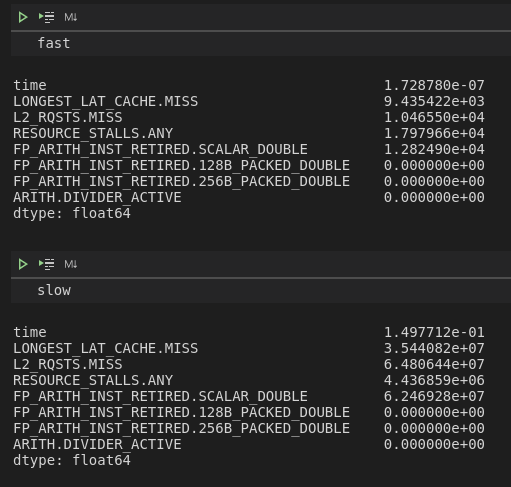 M↓
fast
time 1.728780e-07
LONGEST_LAT_CACHE.MISS 9.435422e+03
L2_RQSTS.MISS 1.046550e+04
RESOURCE_STALLS.ANY 1.797966e+04
FP_ARITH_INST_RETIRED.SCALAR_DOUBLE 1.282490e+04
FP_ARITH_INST_RETIRED.128B_PACKED_DOUBLE 0.000000e+00
FP_ARITH_INST_RETIRED.256B_PACKED_DOUBLE 0.000000e+00
ARITH.DIVIDER_ACTIVE 0.000000e+00
dtype: float64
M↓
slow
time 1.497712e-01
LONGEST_LAT_CACHE.MISS 3.544082e+07
L2_RQSTS.MISS 6.480644e+07
RESOURCE_STALLS.ANY 4.436859e+06
FP_ARITH_INST_RETIRED.SCALAR_DOUBLE 6.246928e+07
FP_ARITH_INST_RETIRED.128B_PACKED_DOUBLE 0.000000e+00
FP_ARITH_INST_RETIRED.256B_PACKED_DOUBLE 0.000000e+00
ARITH.DIVIDER_ACTIVE 0.000000e+00
dtype: float64